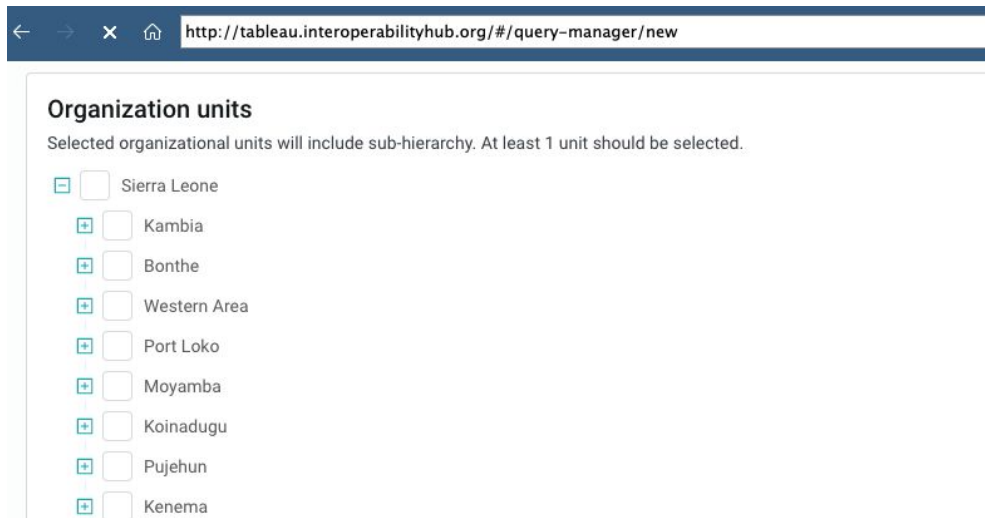 http://tableau.interoperabilityhub.org/#/query-manager/new
Organization units
Selected organizational units will include sub-hierarchy. At least 1 unit should be selected.
Sierra Leone
Kambia
Bonthe
Western Area
Port Loko
Moyamba
Koinadugu
Pujehun
Kenema